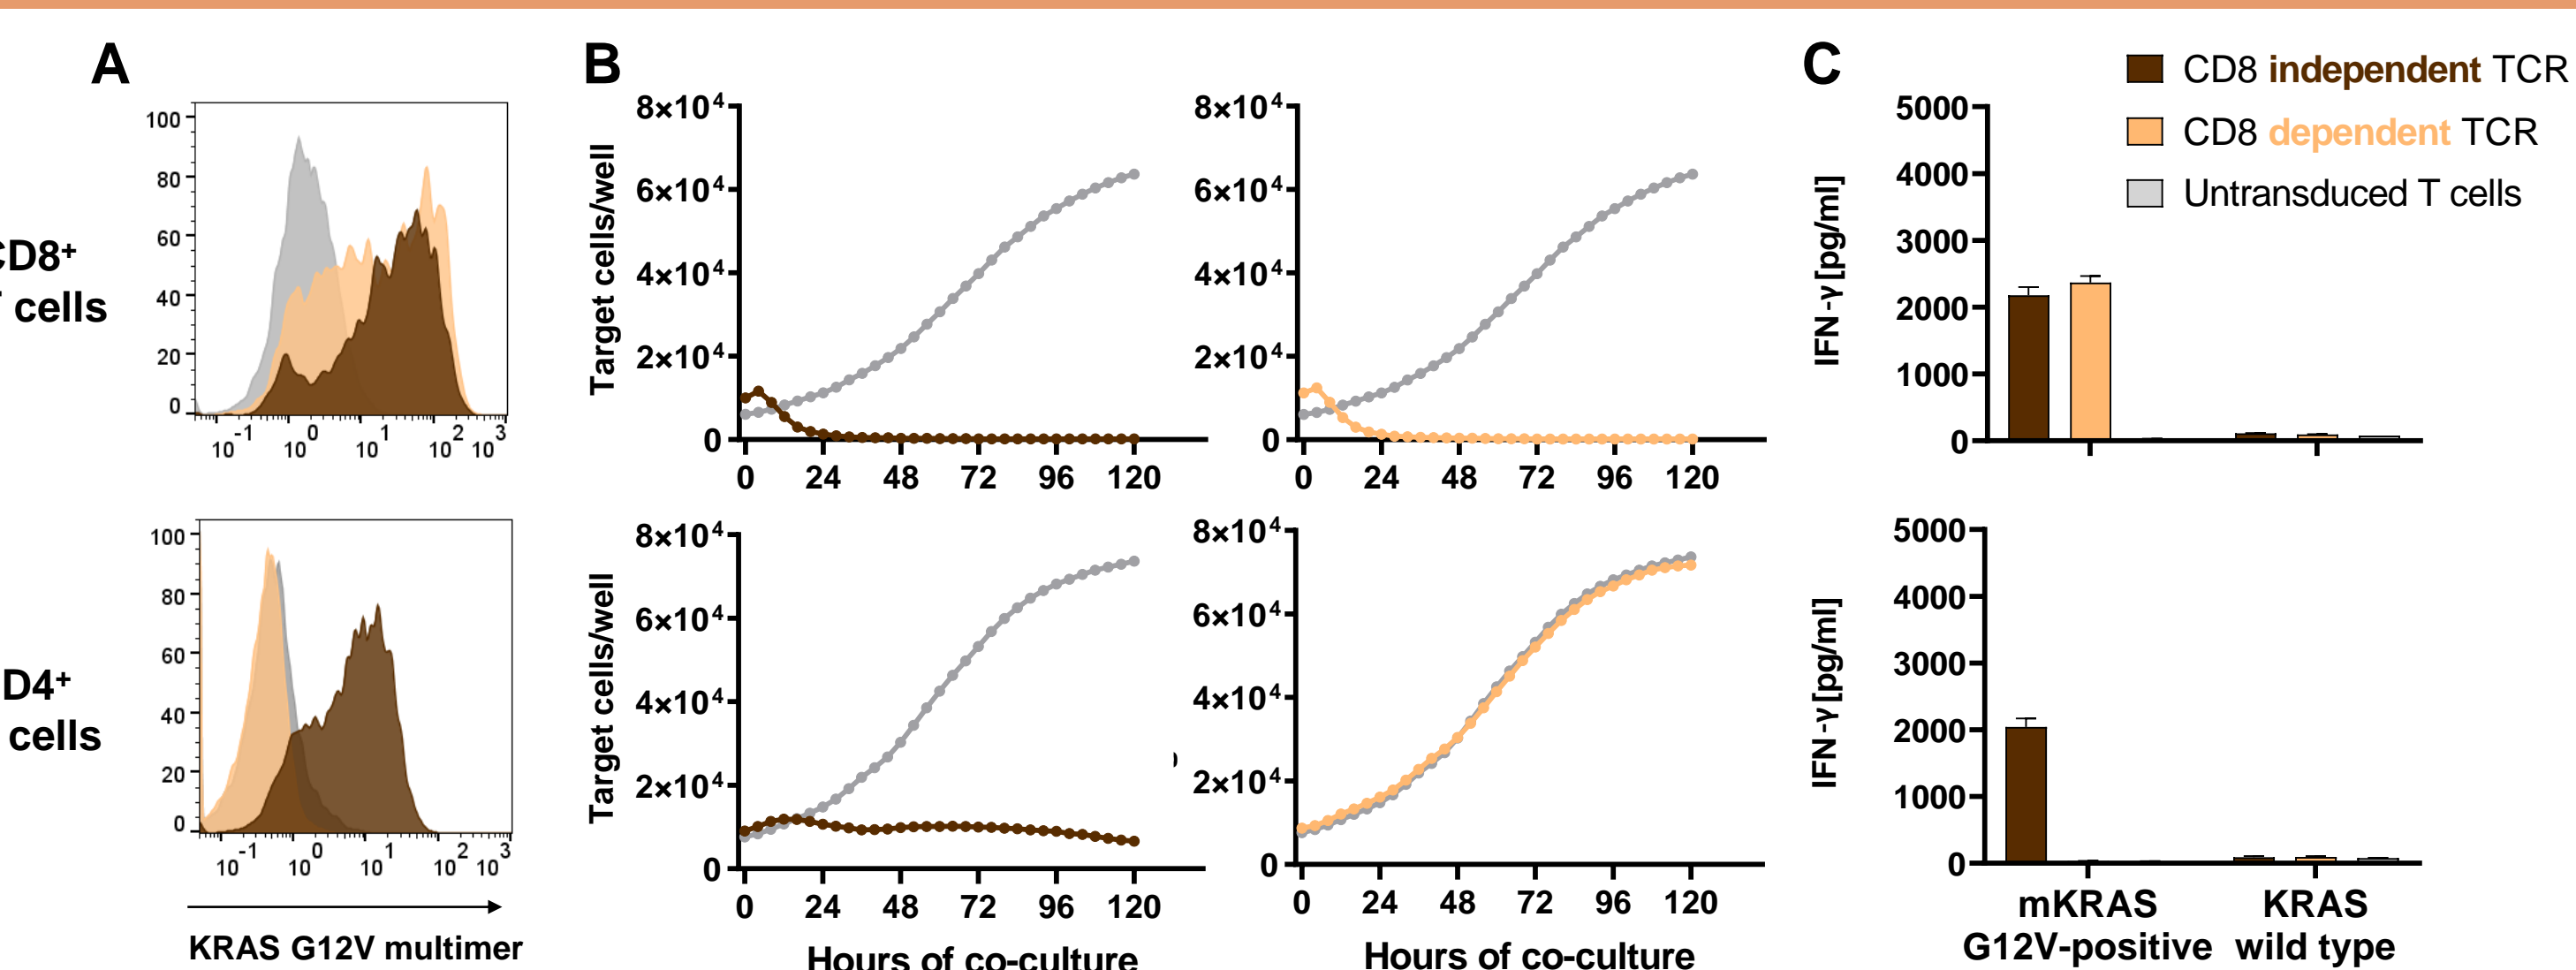 A
B
C
CD8 independent TCR
CD8 dependent TCR
Untransduced T cells
CD8⁺
T cells
100
80
60
40
20
0
10⁻¹ 10⁰ 10¹ 10² 10³
Target cells/well
8×10⁴
6×10⁴
4×10⁴
2×10⁴
0
0 24 48 72 96 120
8×10⁴
6×10⁴
4×10⁴
2×10⁴
0
0 24 48 72 96 120
IFN-γ [pg/ml]
5000
4000
3000
2000
1000
0
D4⁺
cells
100
80
60
40
20
0
10⁻¹ 10⁰ 10¹ 10² 10³
KRAS G12V multimer
Target cells/well
8×10⁴
6×10⁴
4×10⁴
2×10⁴
0
0 24 48 72 96 120
Hours of co-culture
8×10⁴
6×10⁴
4×10⁴
2×10⁴
0
0 24 48 72 96 120
Hours of co-culture
IFN-γ [pg/ml]
5000
4000
3000
2000
1000
0
mKRAS
G12V-positive
KRAS
wild type